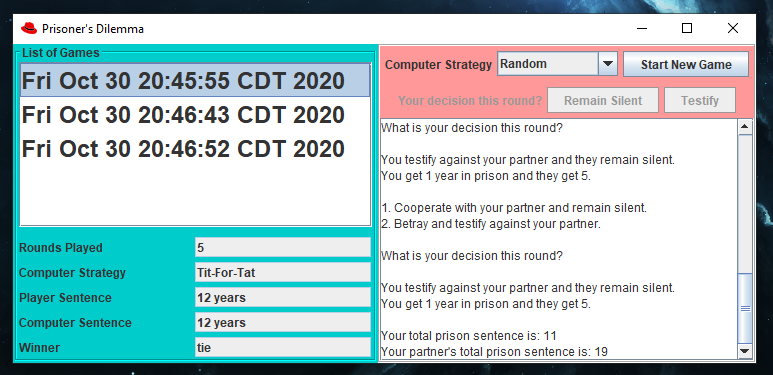 Prisoner's Dilemma
List of Games
Fri Oct 30 20:45:55 CDT 2020
Fri Oct 30 20:46:43 CDT 2020
Fri Oct 30 20:46:52 CDT 2020
Rounds Played 5
Computer Strategy Tit-For-Tat
Player Sentence 12 years
Computer Sentence 12 years
Winner tie
Computer Strategy Random Start New Game
Your decision this round? Remain Silent Testify
What is your decision this round?
You testify against your partner and they remain silent.
You get 1 year in prison and they get 5.
1. Cooperate with your partner and remain silent.
2. Betray and testify against your partner.
What is your decision this round?
You testify against your partner and they remain silent.
You get 1 year in prison and they get 5.
Your total prison sentence is: 11
Your partner's total prison sentence is: 19